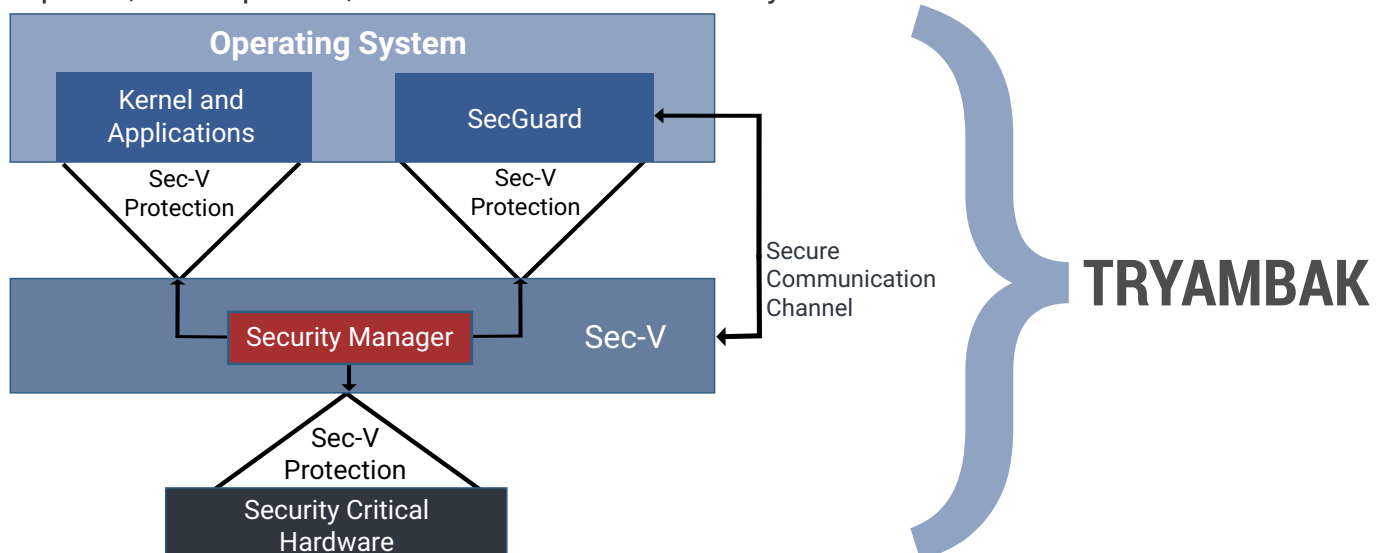 Operating System
Kernel and
Applications
SecGuard
Sec-V
Protection
Sec-V
Protection
Secure
Communication
Channel
Security Manager
Sec-V
TRYAMBAK
Sec-V
Protection
Security Critical
Hardware